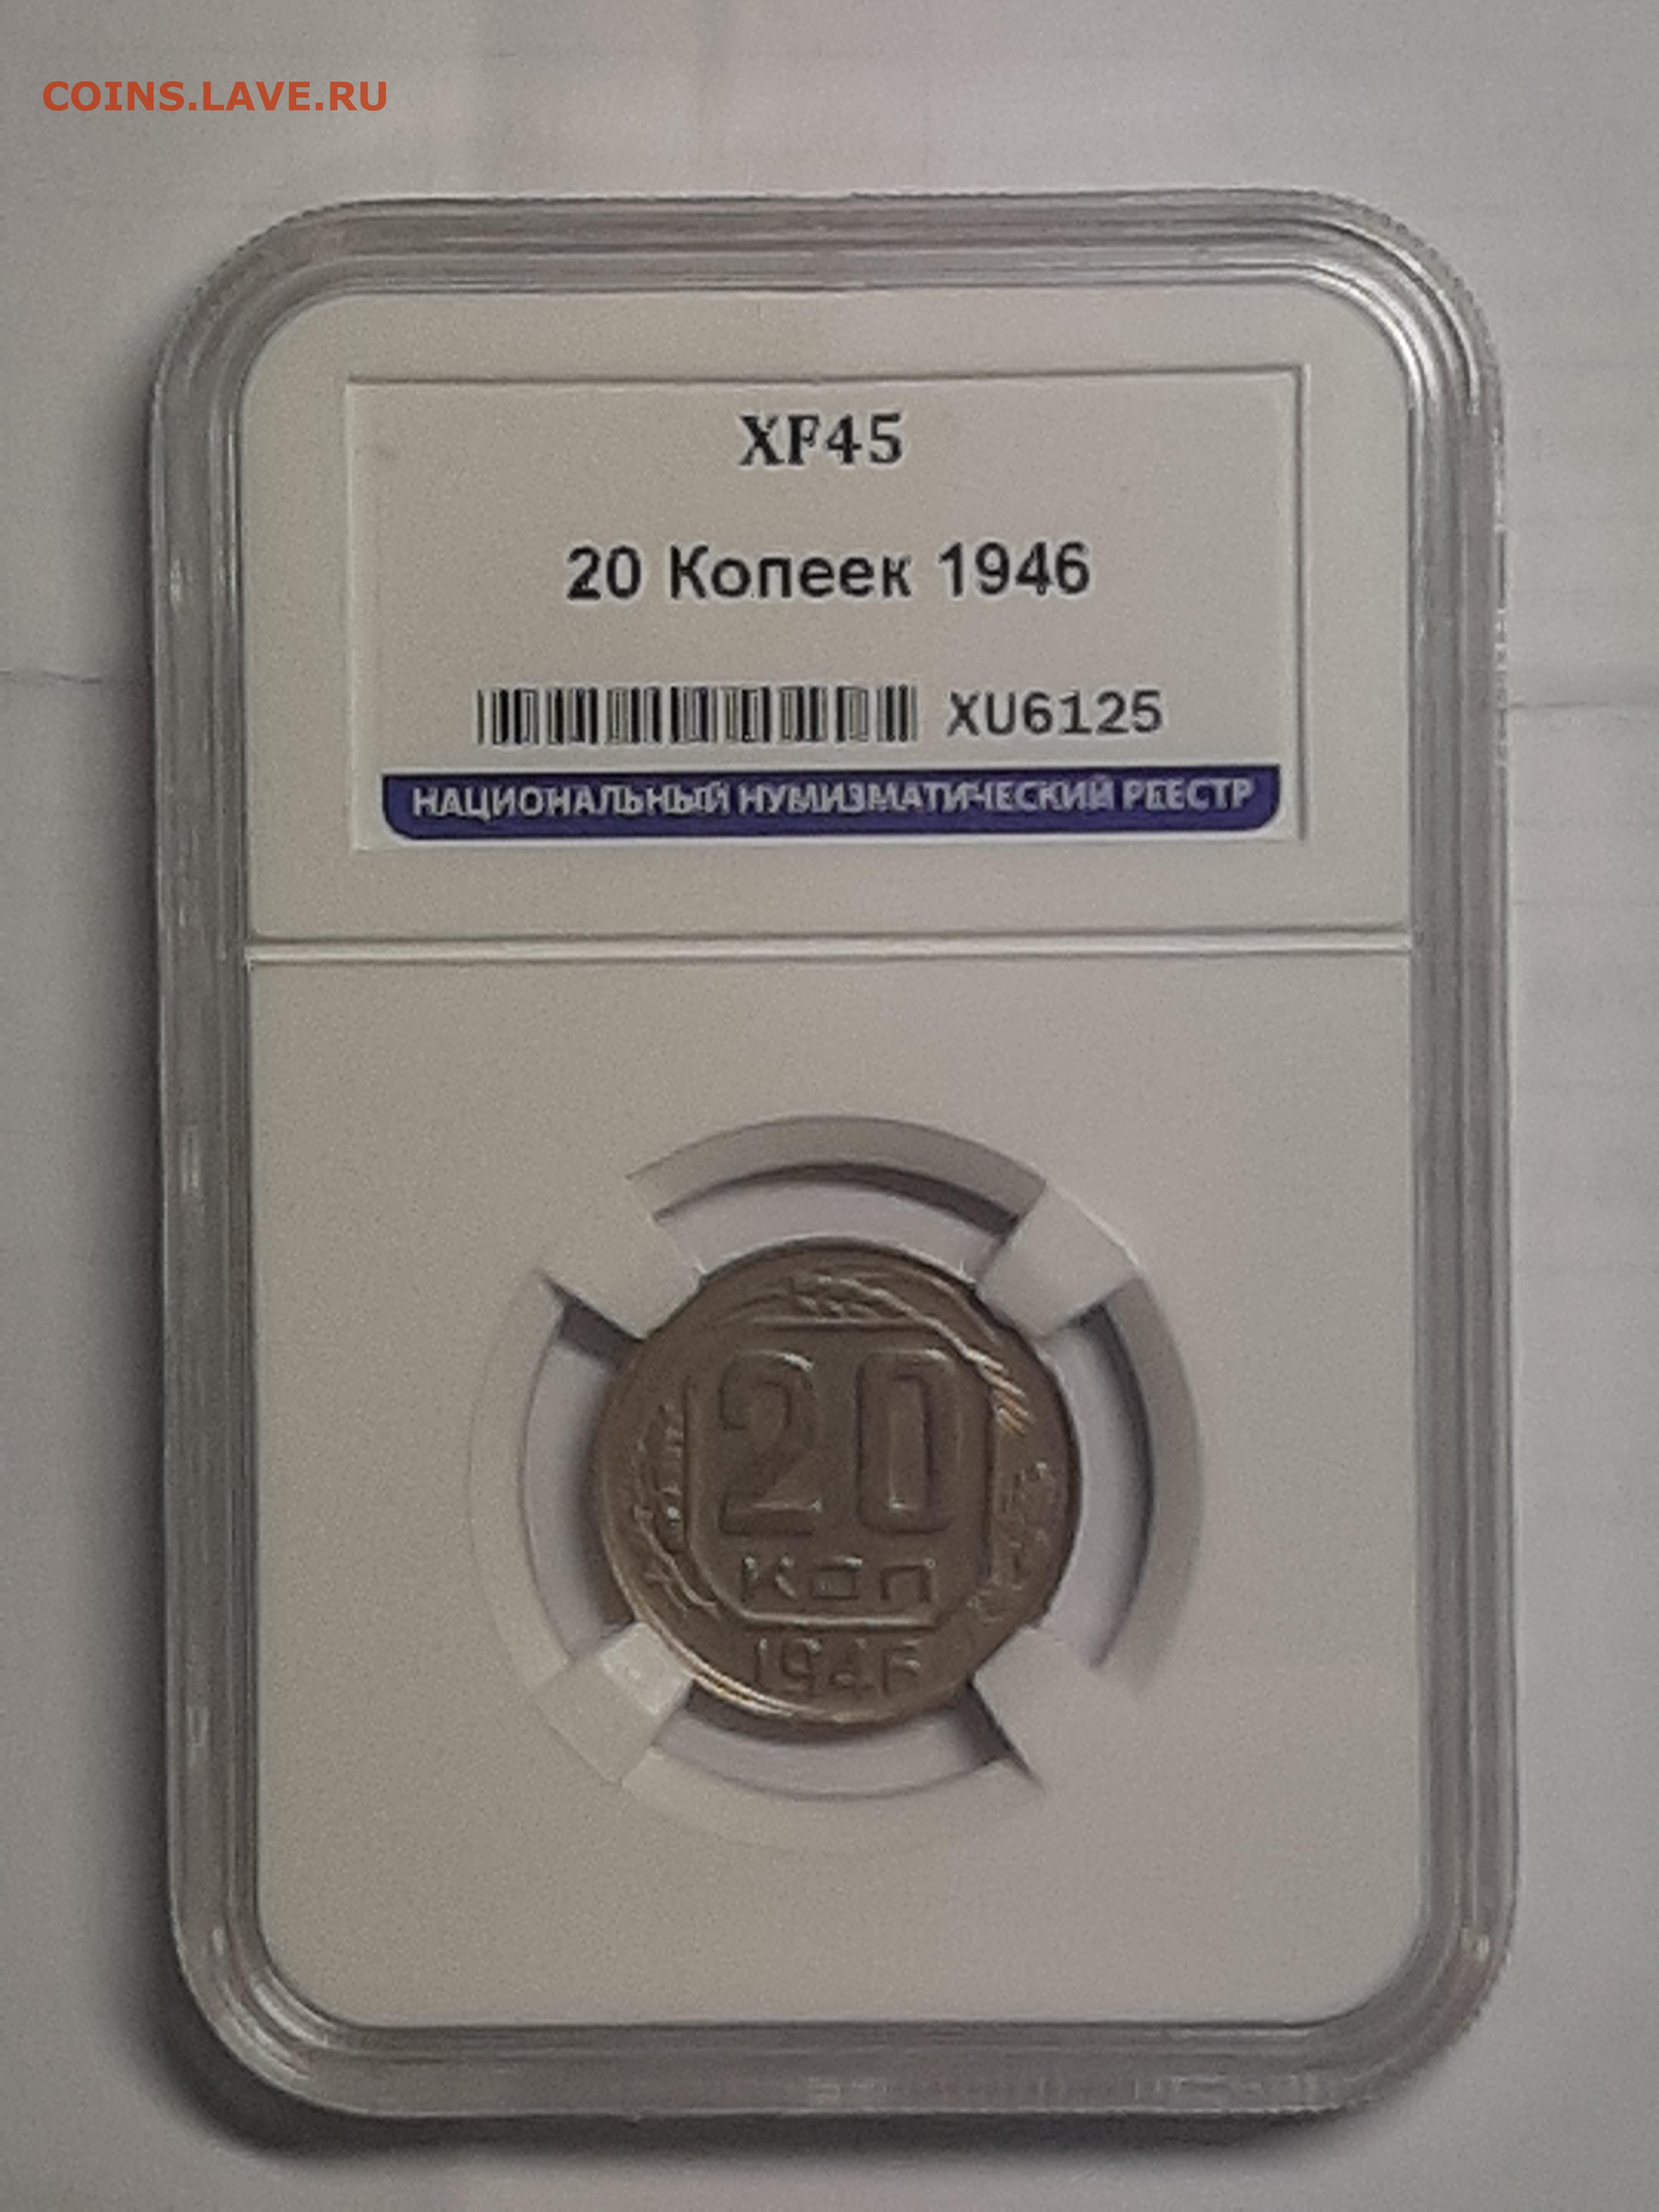 COINS.LAVE.RU
XF45
20 Копеек 1946
XU6125
НАЦИОНАЛЬНЫЙ НУМИЗМАТИЧЕСКИЙ РЕЕСТР
20
КОП
1946